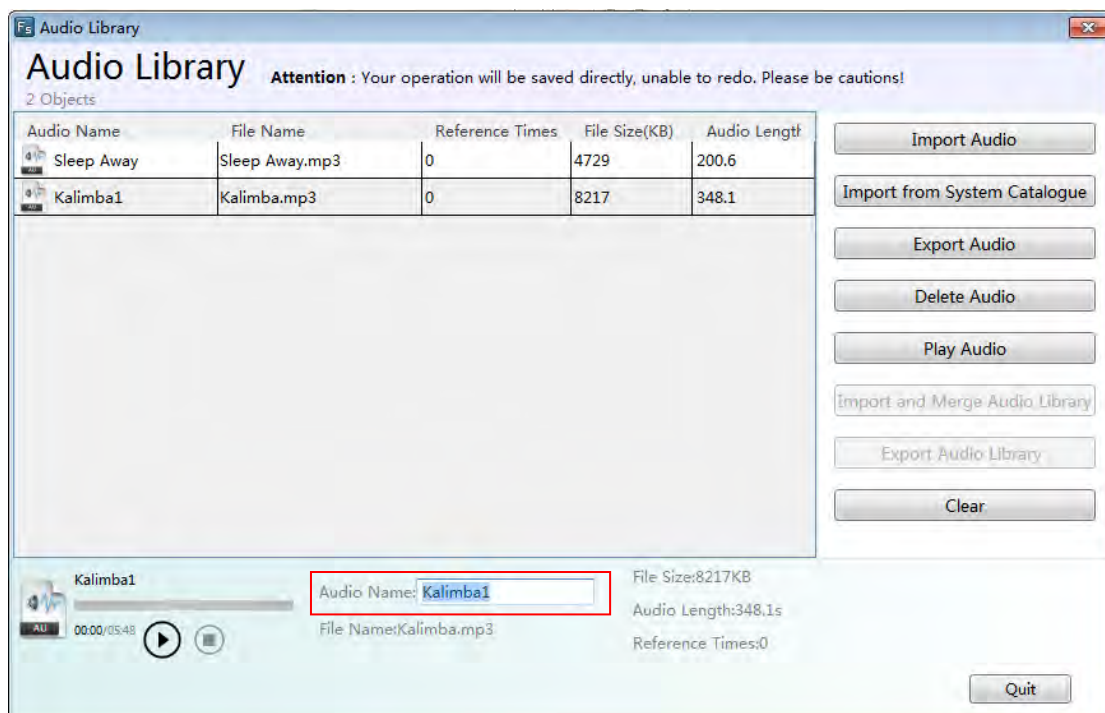 Fs Audio Library
Audio Library Attention : Your operation will be saved directly, unable to redo. Please be cautions!
2 Objects
Audio Name File Name Reference Times File Size(KB) Audio Length
Sleep Away Sleep Away.mp3 0 4729 200.6
Kalimba1 Kalimba.mp3 0 8217 348.1
Import Audio
Import from System Catalogue
Export Audio
Delete Audio
Play Audio
Import and Merge Audio Library
Export Audio Library
Clear
Kalimba1
AU
00:00/05:48
Audio Name: Kalimba1
File Name:Kalimba.mp3
File Size:8217KB
Audio Length:348.1s
Reference Times:0
Quit